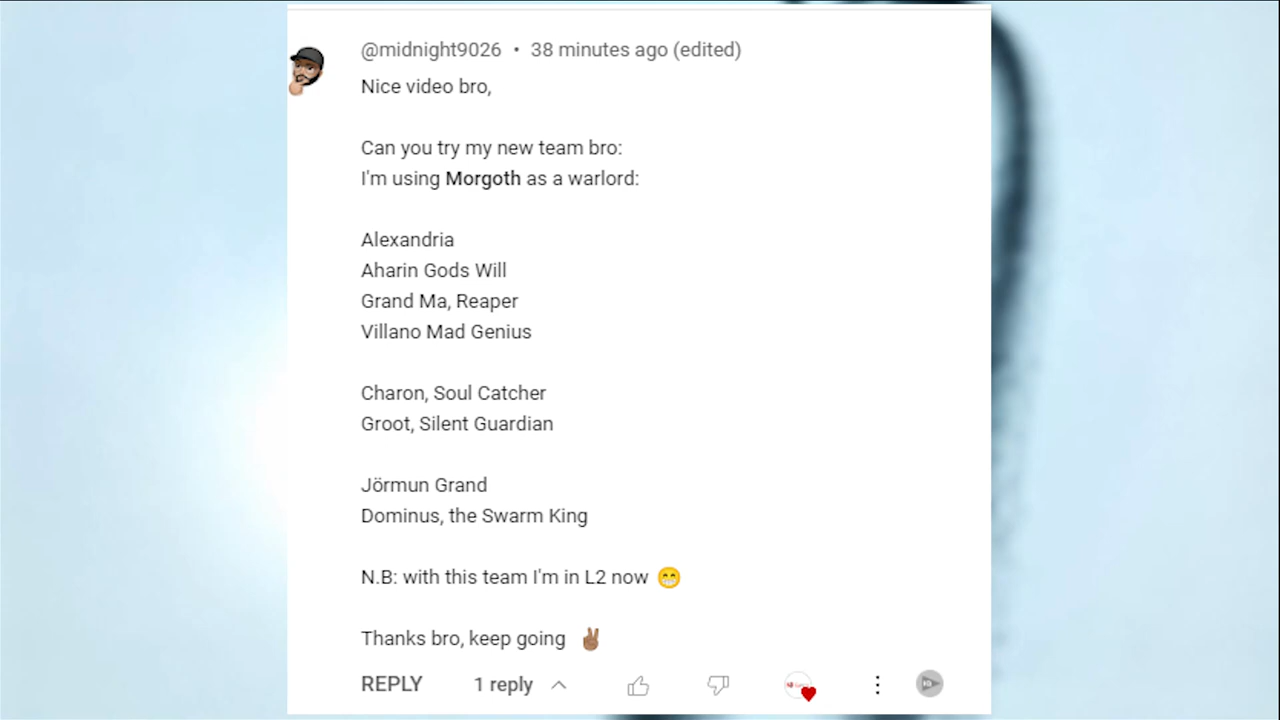 @midnight9026 • 38 minutes ago (edited)
Nice video bro,
Can you try my new team bro:
I'm using Morgoth as a warlord:
Alexandria
Aharin Gods Will
Grand Ma, Reaper
Villano Mad Genius
Charon, Soul Catcher
Groot, Silent Guardian
Jörmun Grand
Dominus, the Swarm King
N.B: with this team I'm in L2 now 😁
Thanks bro, keep going ✌🏾
REPLY 1 reply